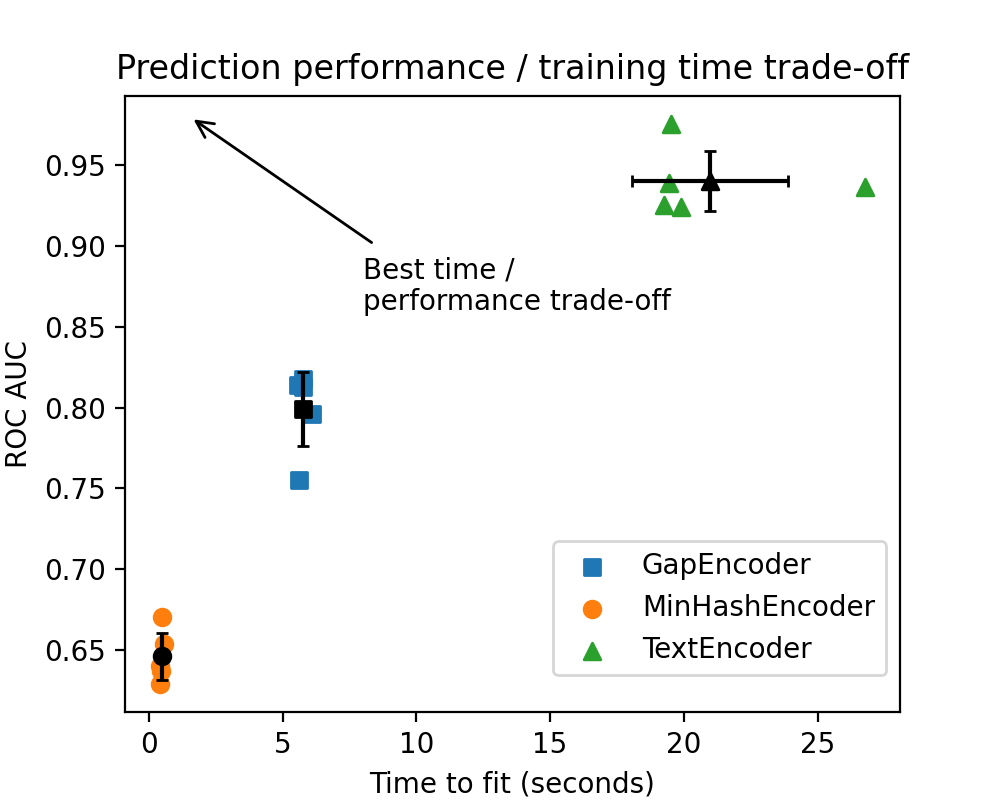 Prediction performance / training time trade-off
0.95
0.90
0.85
0.80
0.75
0.70
0.65
ROC AUC
Best time /
performance trade-off
GapEncoder
MinHashEncoder
TextEncoder
0
5
10
15
20
25
Time to fit (seconds)